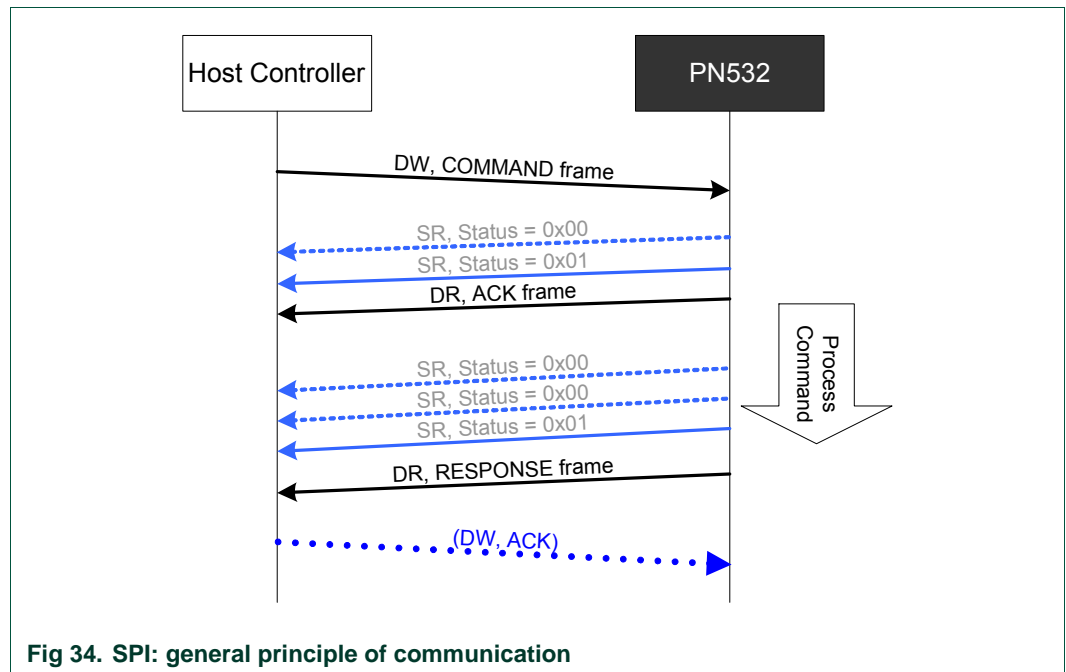 Host Controller
PN532
DW, COMMAND frame
SR, Status = 0x00
SR, Status = 0x01
DR, ACK frame
Process
Command
SR, Status = 0x00
SR, Status = 0x00
SR, Status = 0x01
DR, RESPONSE frame
(DW, ACK)
Fig 34. SPI: general principle of communication